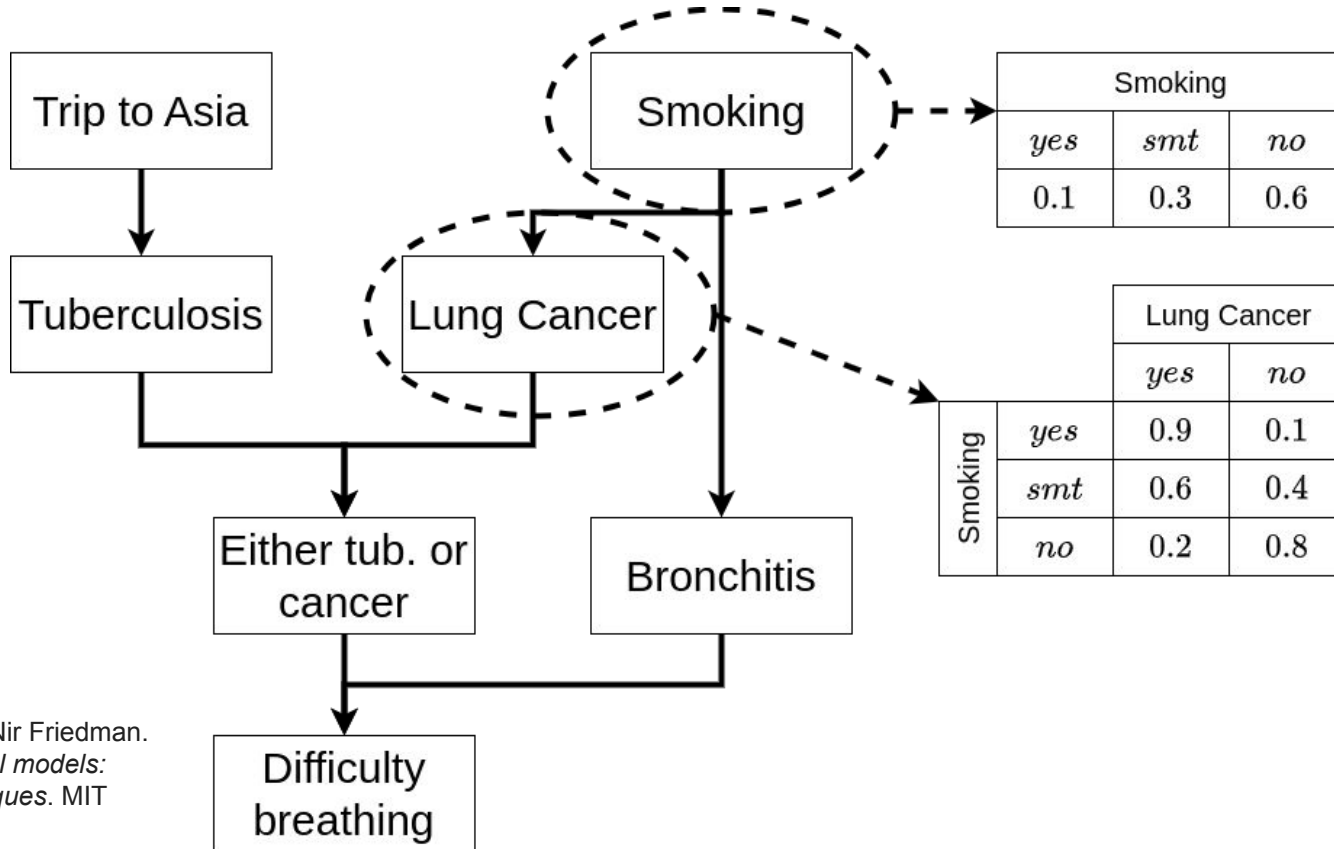 Trip to Asia
Smoking
Smoking
yes smt no
0.1 0.3 0.6
Tuberculosis
Lung Cancer
Lung Cancer
yes no
Smoking
yes 0.9 0.1
smt 0.6 0.4
no 0.2 0.8
Either tub. or
cancer
Bronchitis
Difficulty
breathing
Nir Friedman.
l models:
ques. MIT